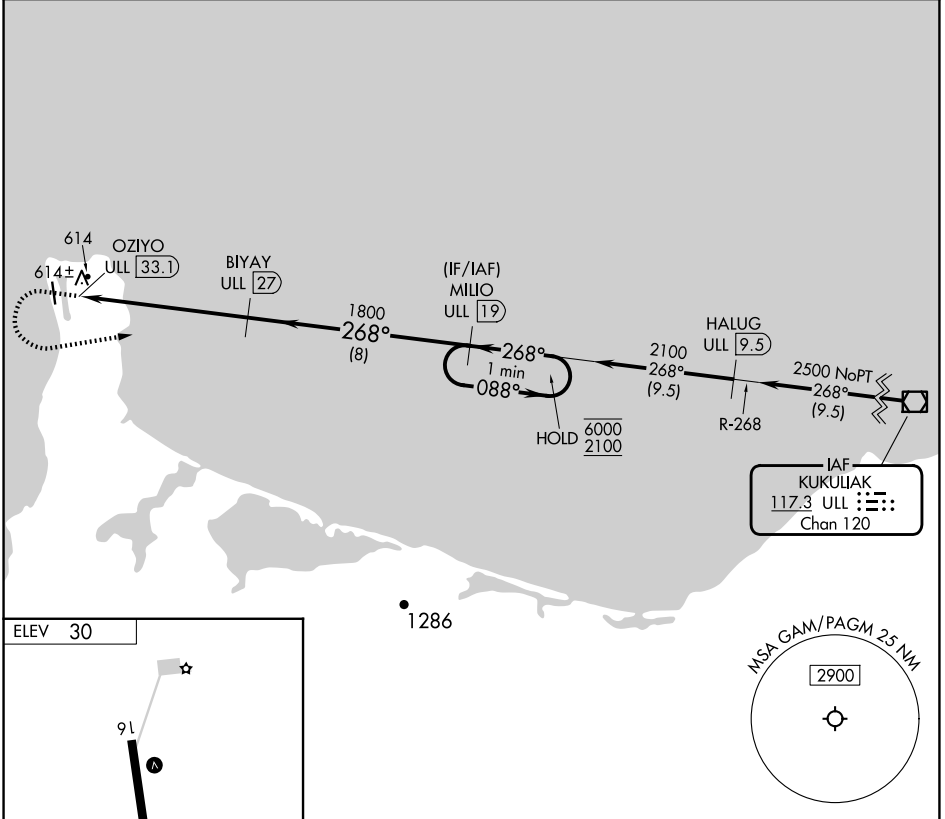 614
614±
OZIYO
ULL 33.1
BIYAY
ULL 27
1800
268°
(8)
(IF/IAF)
MILIO
ULL 19
268°
1 min
088°
HOLD 6000
2100
2100
268°
(9.5)
HALUG
ULL 9.5
R-268
2500 NoPT
268°
(9.5)
IAF
KUKULIAK
117.3 ULL
Chan 120
1286
MSA GAM/PAGM 25 NM
2900
ELEV 30
16